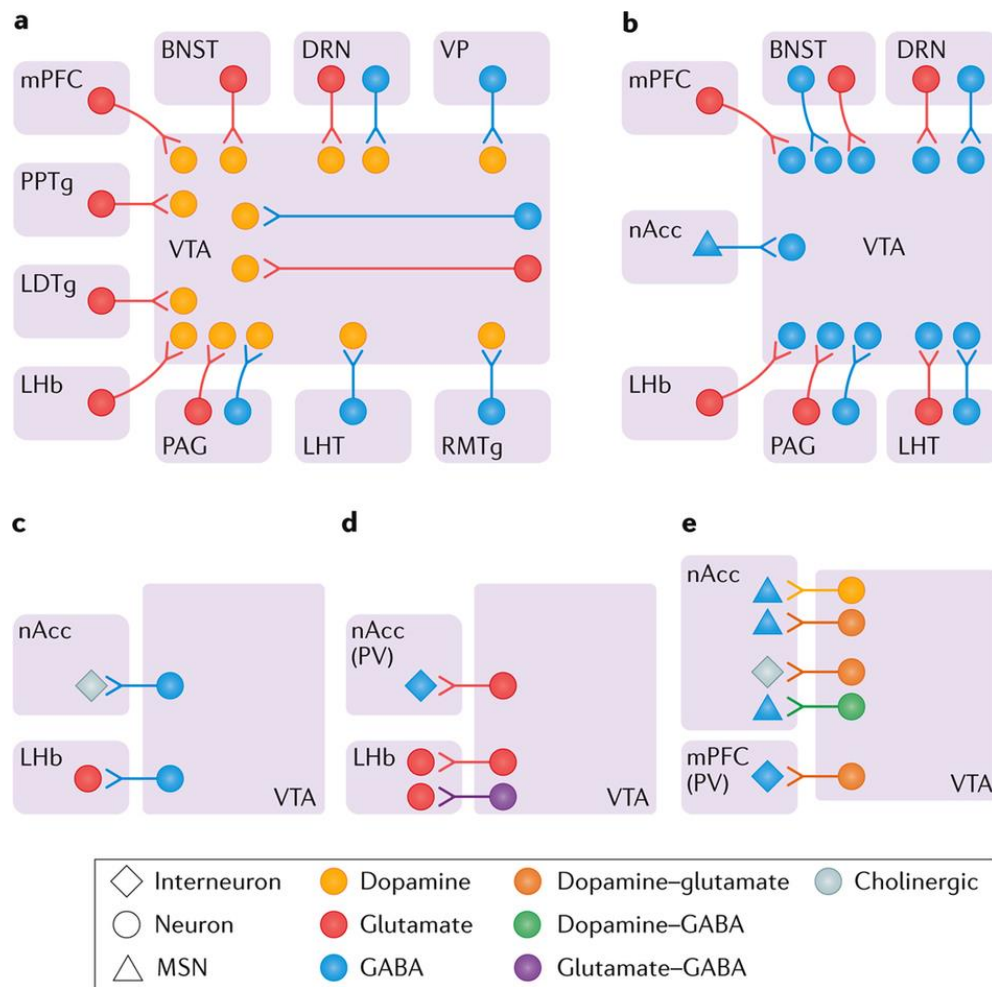 a
BNST
DRN
VP
mPFC
PPTg
VTA
LDTg
LHb
PAG
LHT
RMTg
b
BNST
DRN
mPFC
nAcc
VTA
LHb
PAG
LHT
c
nAcc
LHb
VTA
d
nAcc
(PV)
LHb
VTA
e
nAcc
mPFC
(PV)
VTA
Interneuron
Dopamine
Dopamine–glutamate
Cholinergic
Neuron
Glutamate
Dopamine–GABA
MSN
GABA
Glutamate–GABA